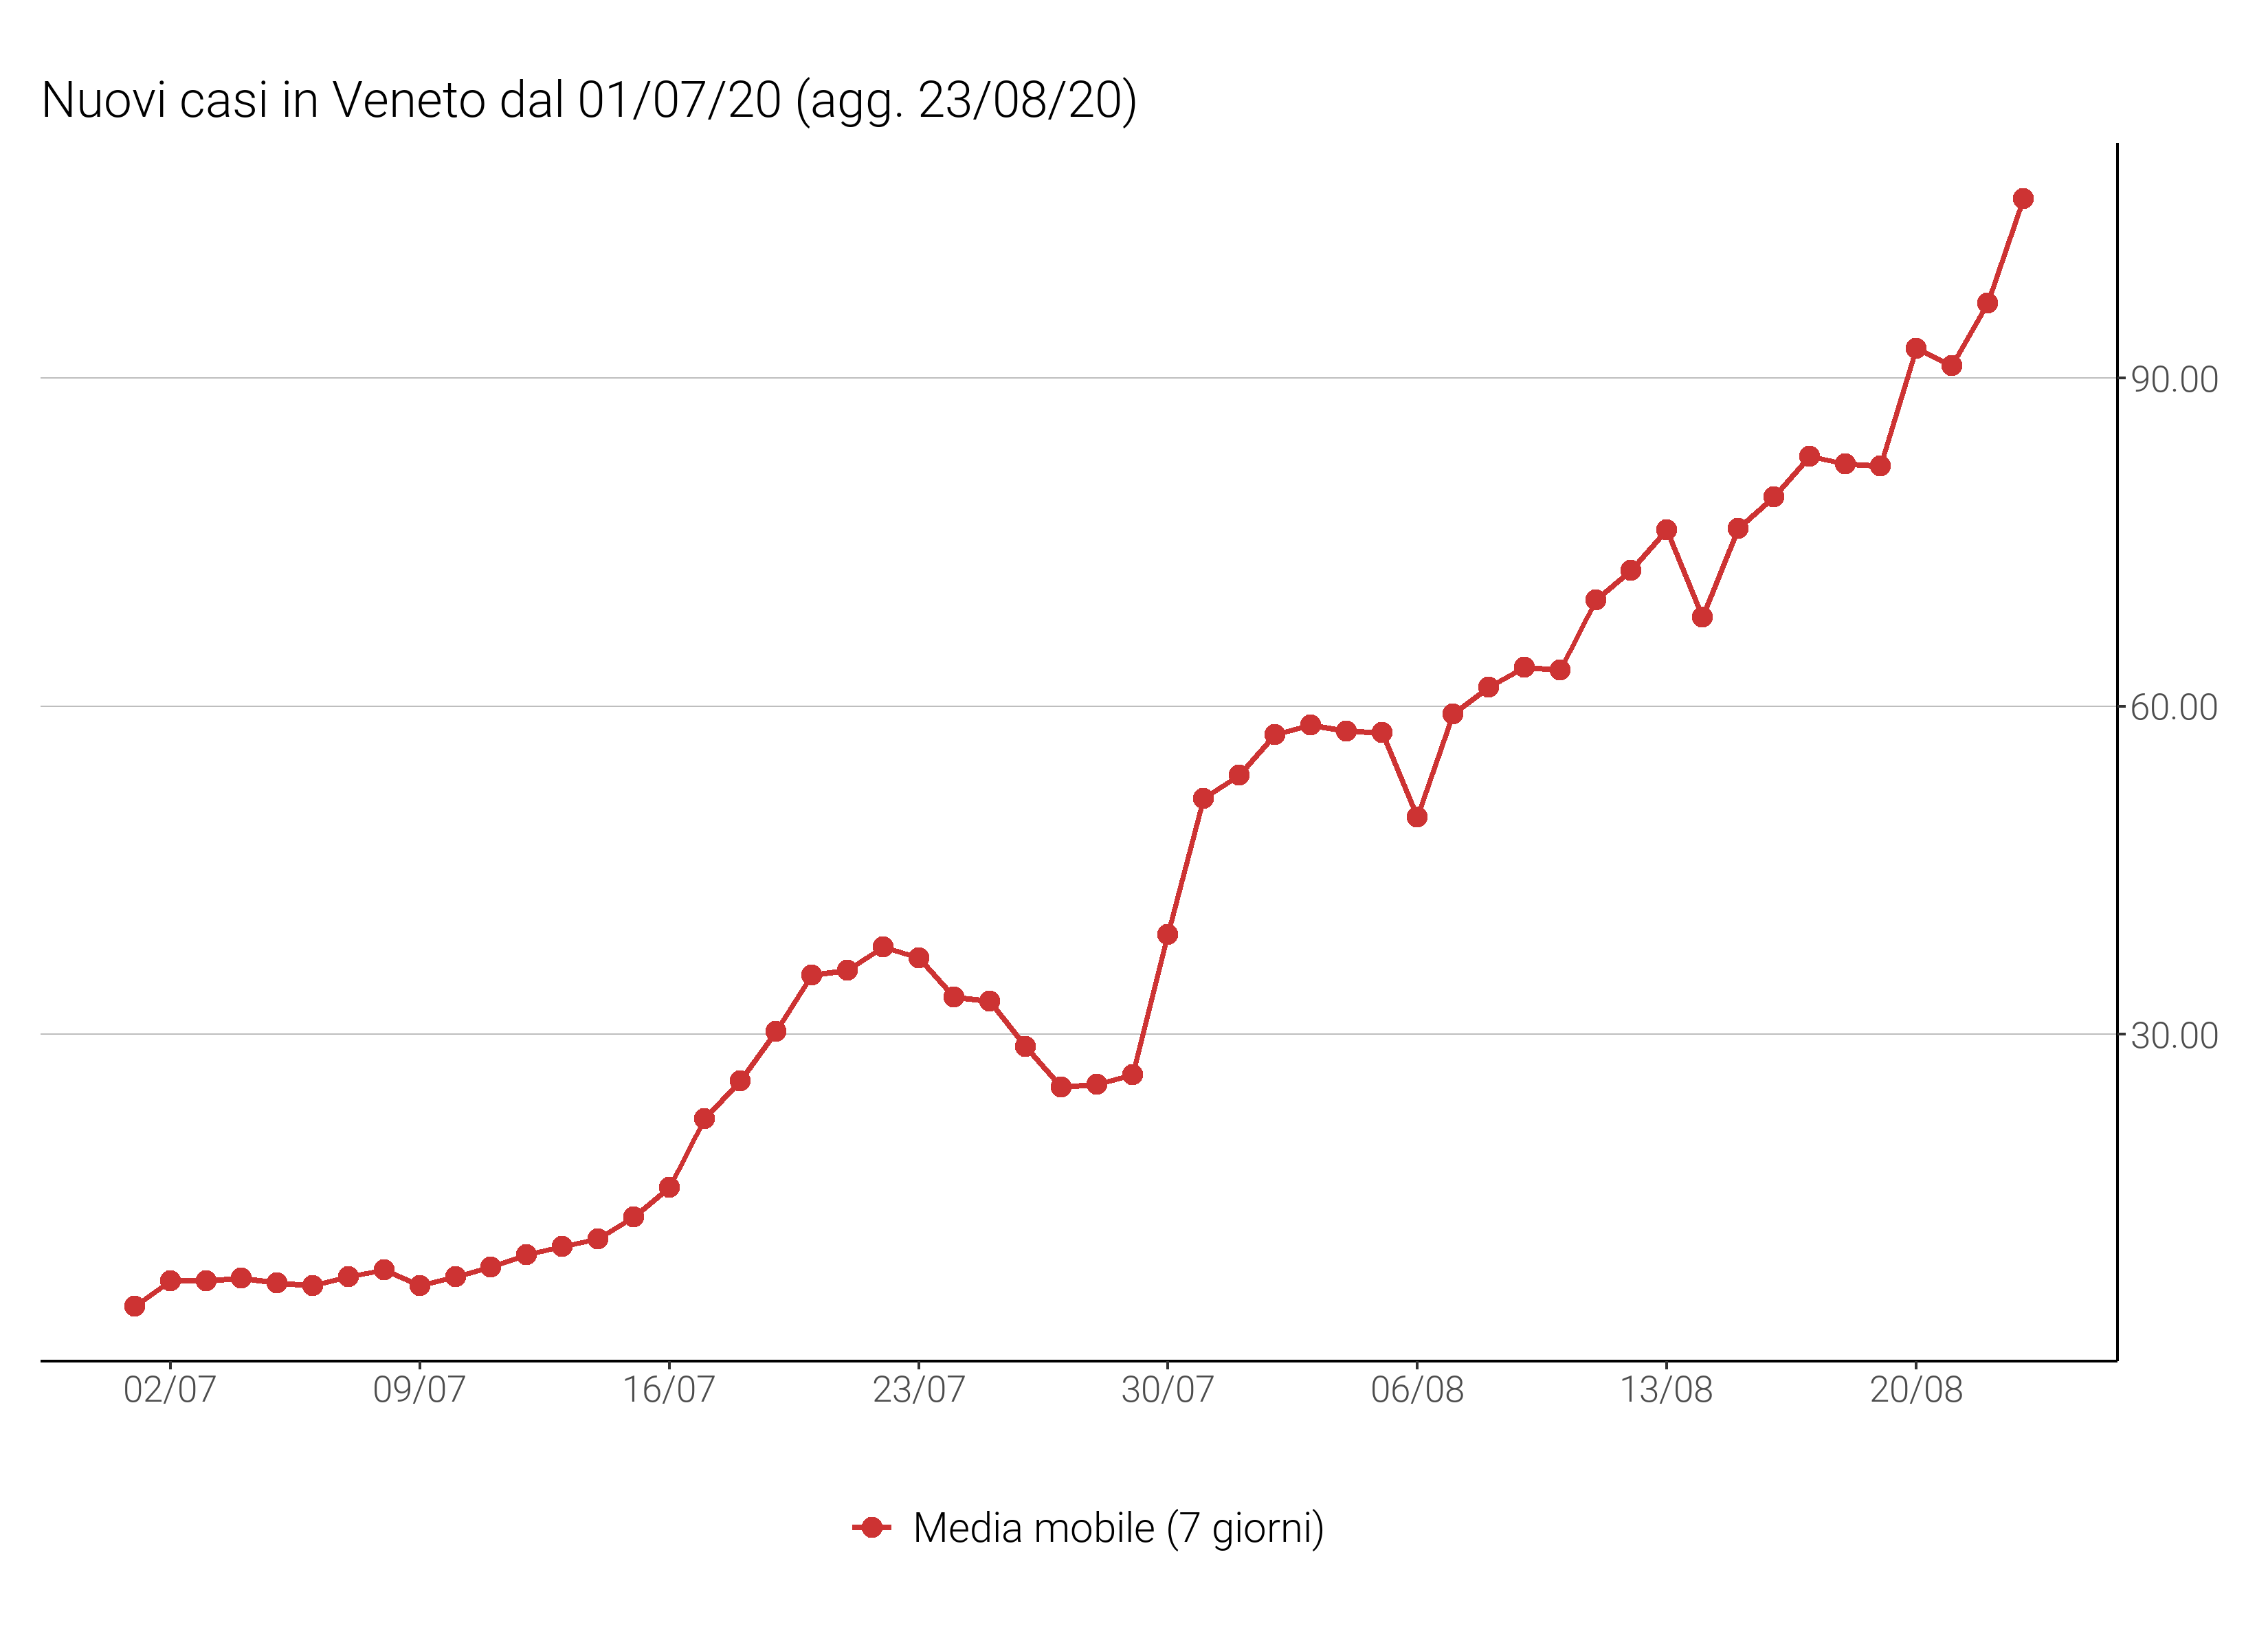 Nuovi casi in Veneto dal 01/07/20 (agg. 23/08/20)
90.00
60.00
30.00
02/07 09/07 16/07 23/07 30/07 06/08 13/08 20/08
Media mobile (7 giorni)